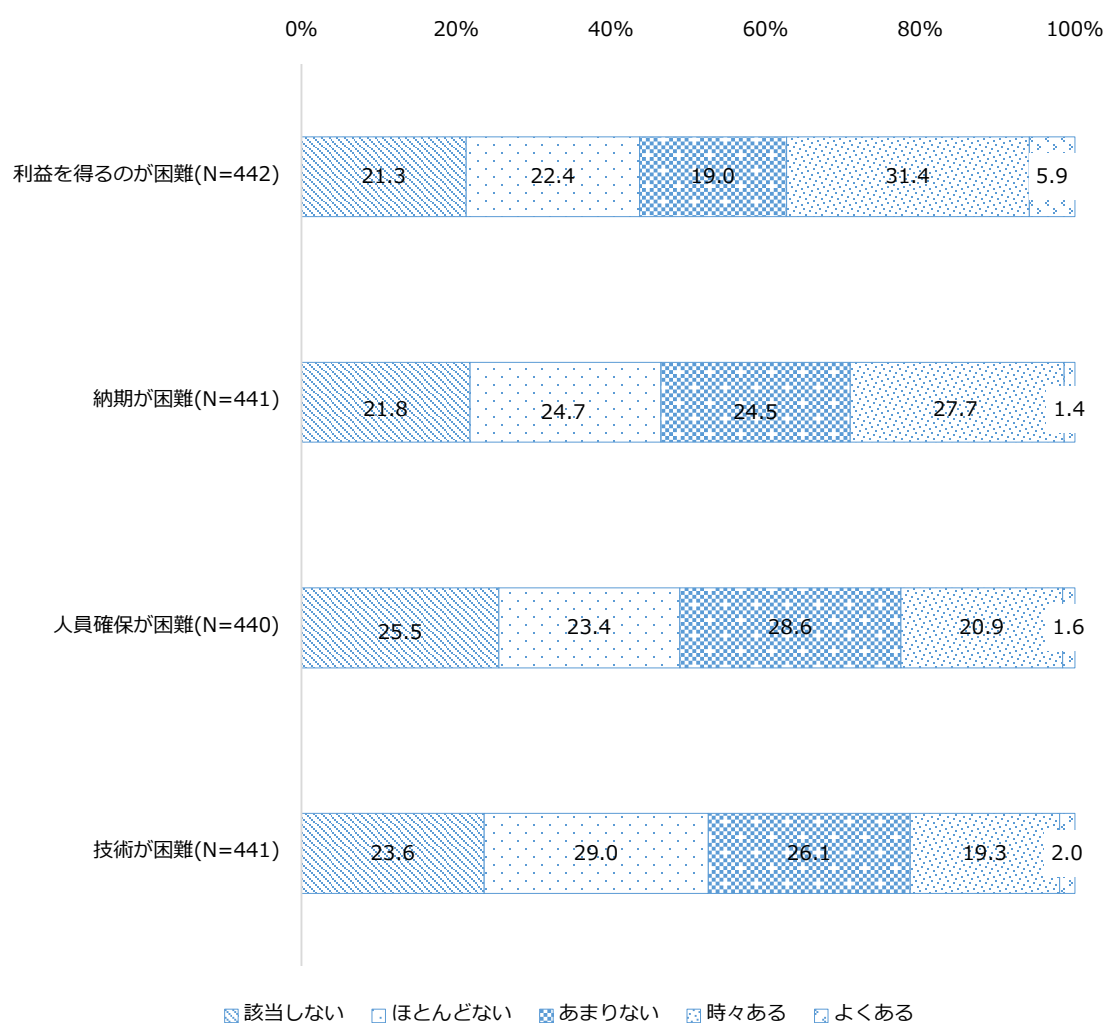 0% 20% 40% 60% 80% 100%
利益を得るのが困難(N=442) 21.3 22.4 19.0 31.4 5.9
納期が困難(N=441) 21.8 24.7 24.5 27.7 1.4
人員確保が困難(N=440) 25.5 23.4 28.6 20.9 1.6
技術が困難(N=441) 23.6 29.0 26.1 19.3 2.0
該当しない ほとんどない あまりない 時々ある よくある